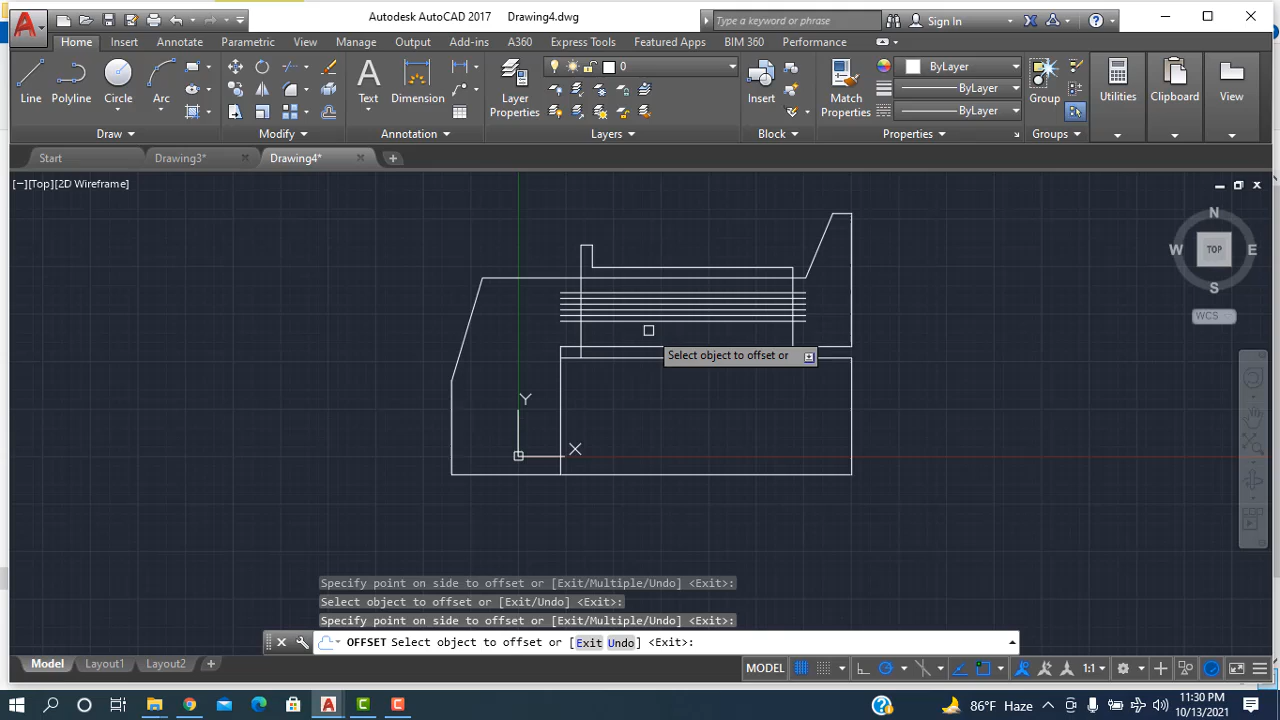 Autodesk AutoCAD 2017 Drawing4.dwg
Type a keyword or phrase
Sign In
Home Insert Annotate Parametric View Manage Output Add-ins A360 Express Tools Featured Apps BIM 360 Performance
Line Polyline Circle Arc
Text Dimension
Layer Properties
0
Insert
Match Properties
ByLayer
ByLayer
ByLayer
Group
Utilities
Clipboard
View
Draw Modify Annotation Layers Block Properties Groups
Start Drawing3* Drawing4*
[−][Top][2D Wireframe]
N
W TOP E
S
WCS
Select object to offset or
Y
X
Specify point on side to offset or [Exit/Multiple/Undo] <Exit>:
Select object to offset or [Exit/Undo] <Exit>:
Specify point on side to offset or [Exit/Multiple/Undo] <Exit>:
OFFSET Select object to offset or [Exit Undo] <Exit>:
Model Layout1 Layout2
MODEL 1:1
86°F Haze
11:30 PM
10/13/2021